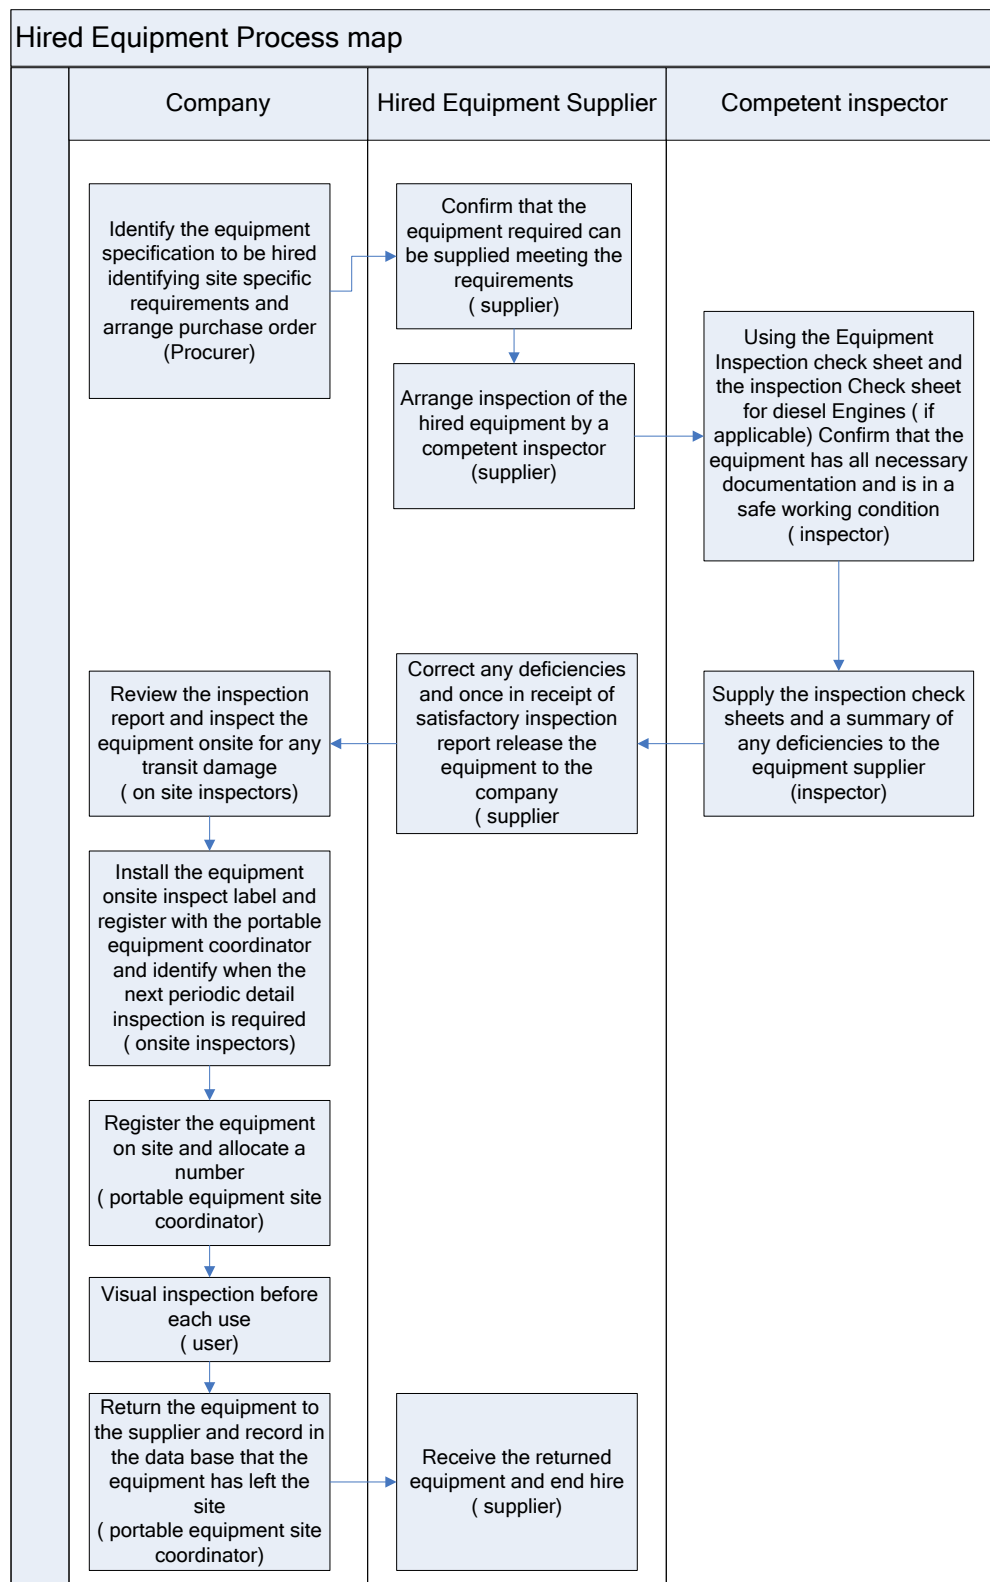 Hired Equipment Process map
Company
Hired Equipment Supplier
Competent inspector
Identify the equipment
specification to be hired
identifying site specific
requirements and
arrange purchase order
(Procurer)
Confirm that the
equipment required can
be supplied meeting the
requirements
( supplier)
Arrange inspection of the
hired equipment by a
competent inspector
(supplier)
Using the Equipment
Inspection check sheet and
the inspection Check sheet
for diesel Engines ( if
applicable) Confirm that the
equipment has all necessary
documentation and is in a
safe working condition
( inspector)
Supply the inspection check
sheets and a summary of
any deficiencies to the
equipment supplier
(inspector)
Correct any deficiencies
and once in receipt of
satisfactory inspection
report release the
equipment to the
company
( supplier
Review the inspection
report and inspect the
equipment onsite for any
transit damage
( on site inspectors)
Install the equipment
onsite inspect label and
register with the portable
equipment coordinator
and identify when the
next periodic detail
inspection is required
( onsite inspectors)
Register the equipment
on site and allocate a
number
( portable equipment site
coordinator)
Visual inspection before
each use
( user)
Return the equipment to
the supplier and record in
the data base that the
equipment has left the
site
( portable equipment site
coordinator)
Receive the returned
equipment and end hire
( supplier)